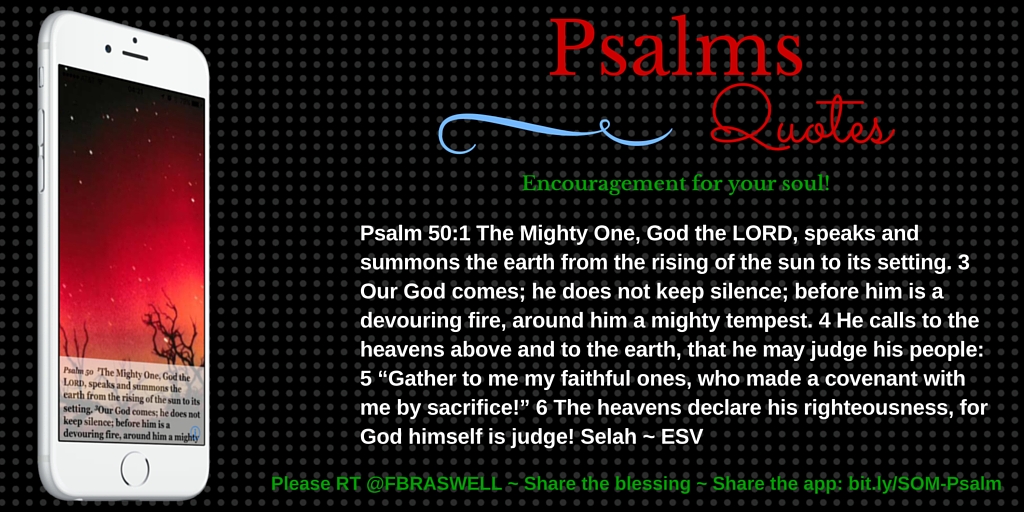 Psalms
Quotes
Encouragement for your soul!
Psalm 50:1 The Mighty One, God the LORD, speaks and
summons the earth from the rising of the sun to its setting. 3
Our God comes; he does not keep silence; before him is a
devouring fire, around him a mighty tempest. 4 He calls to the
heavens above and to the earth, that he may judge his people:
5 “Gather to me my faithful ones, who made a covenant with
me by sacrifice!” 6 The heavens declare his righteousness, for
God himself is judge! Selah ~ ESV
Psalm 50 ¹The Mighty One, God the
LORD, speaks and summons the
earth from the rising of the sun to its
setting. ³Our God comes; he does not
keep silence; before him is a
devouring fire, around him a mighty
Please RT @FBRASWELL ~ Share the blessing ~ Share the app: bit.ly/SOM-Psalm